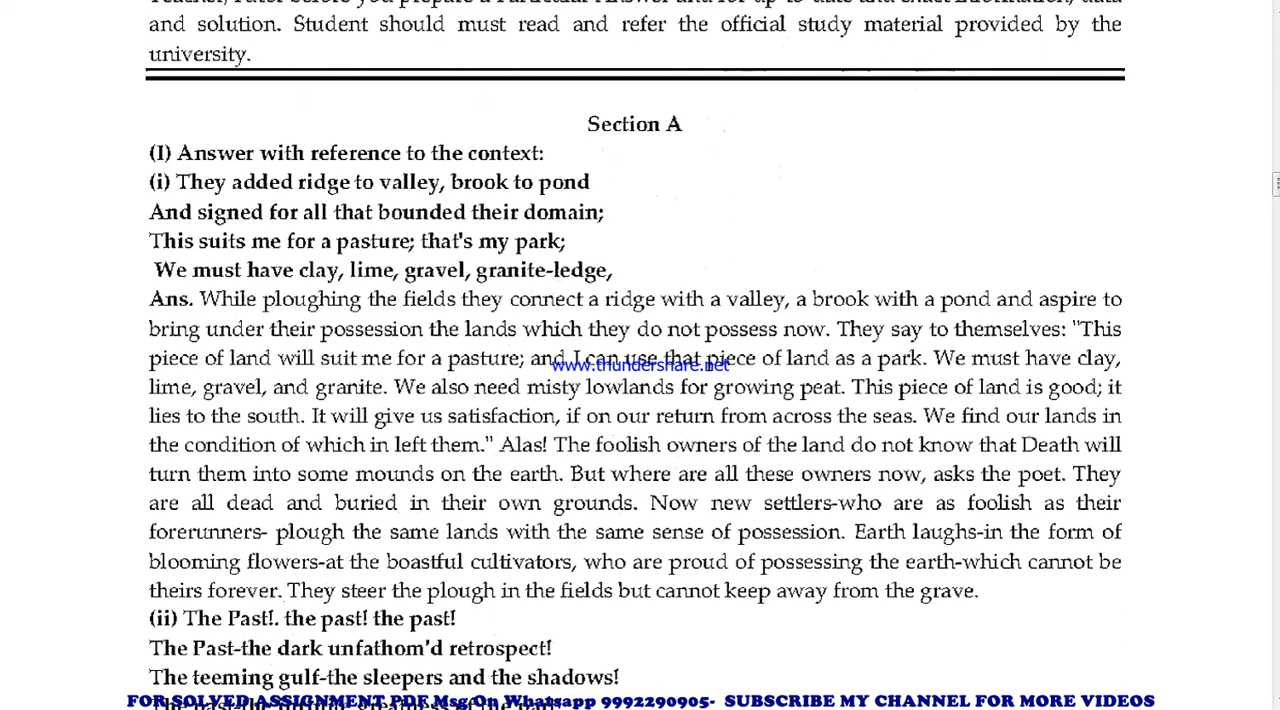 Teacher/Tutor before you prepare a Particular Answer and for up-to-date and exact information, data
and solution. Student should must read and refer the official study material provided by the
university.
Section A
(I) Answer with reference to the context:
(i) They added ridge to valley, brook to pond
And signed for all that bounded their domain;
This suits me for a pasture; that's my park;
We must have clay, lime, gravel, granite-ledge,
Ans. While ploughing the fields they connect a ridge with a valley, a brook with a pond and aspire to
bring under their possession the lands which they do not possess now. They say to themselves: "This
piece of land will suit me for a pasture; and I can use that piece of land as a park. We must have clay,
www.thundershare.net
lime, gravel, and granite. We also need misty lowlands for growing peat. This piece of land is good; it
lies to the south. It will give us satisfaction, if on our return from across the seas. We find our lands in
the condition of which in left them." Alas! The foolish owners of the land do not know that Death will
turn them into some mounds on the earth. But where are all these owners now, asks the poet. They
are all dead and buried in their own grounds. Now new settlers-who are as foolish as their
forerunners- plough the same lands with the same sense of possession. Earth laughs-in the form of
blooming flowers-at the boastful cultivators, who are proud of possessing the earth-which cannot be
theirs forever. They steer the plough in the fields but cannot keep away from the grave.
(ii) The Past!. the past! the past!
The Past-the dark unfathom'd retrospect!
The teeming gulf-the sleepers and the shadows!
FOR SOLVED ASSIGNMENT PDF Msg On Whatsapp 9992290905- SUBSCRIBE MY CHANNEL FOR MORE VIDEOS